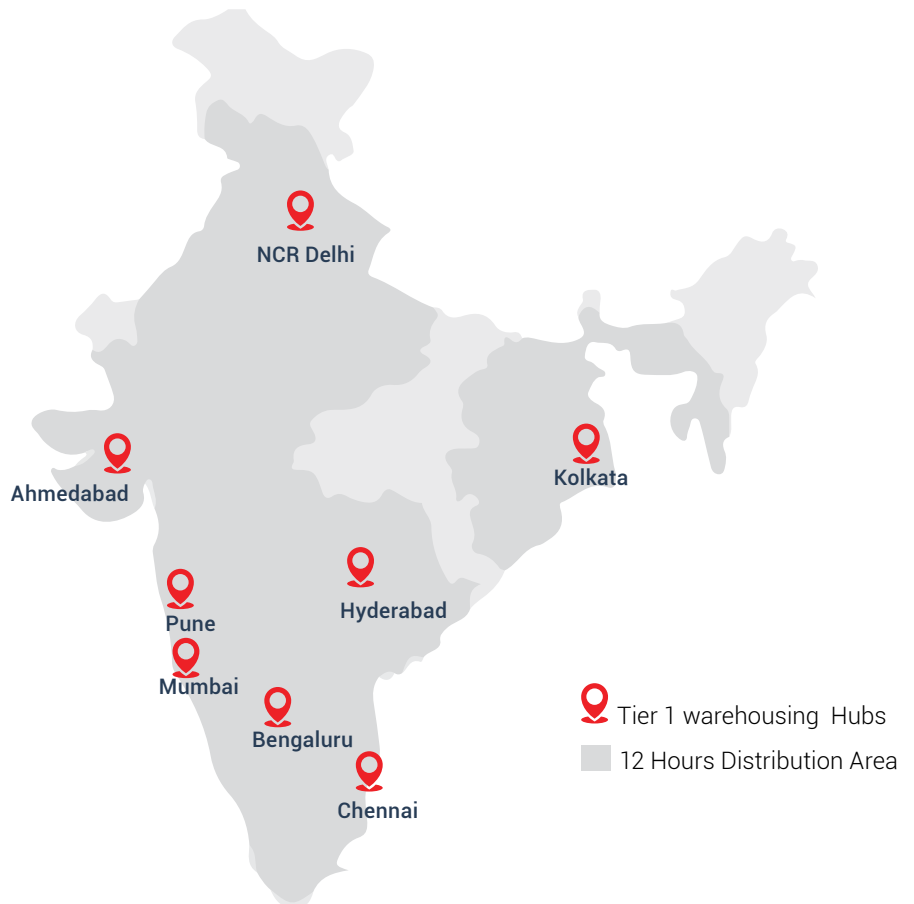 NCR Delhi
Kolkata
Ahmedabad
Hyderabad
Pune
Mumbai
Tier 1 warehousing Hubs
Bengaluru
12 Hours Distribution Area
Chennai